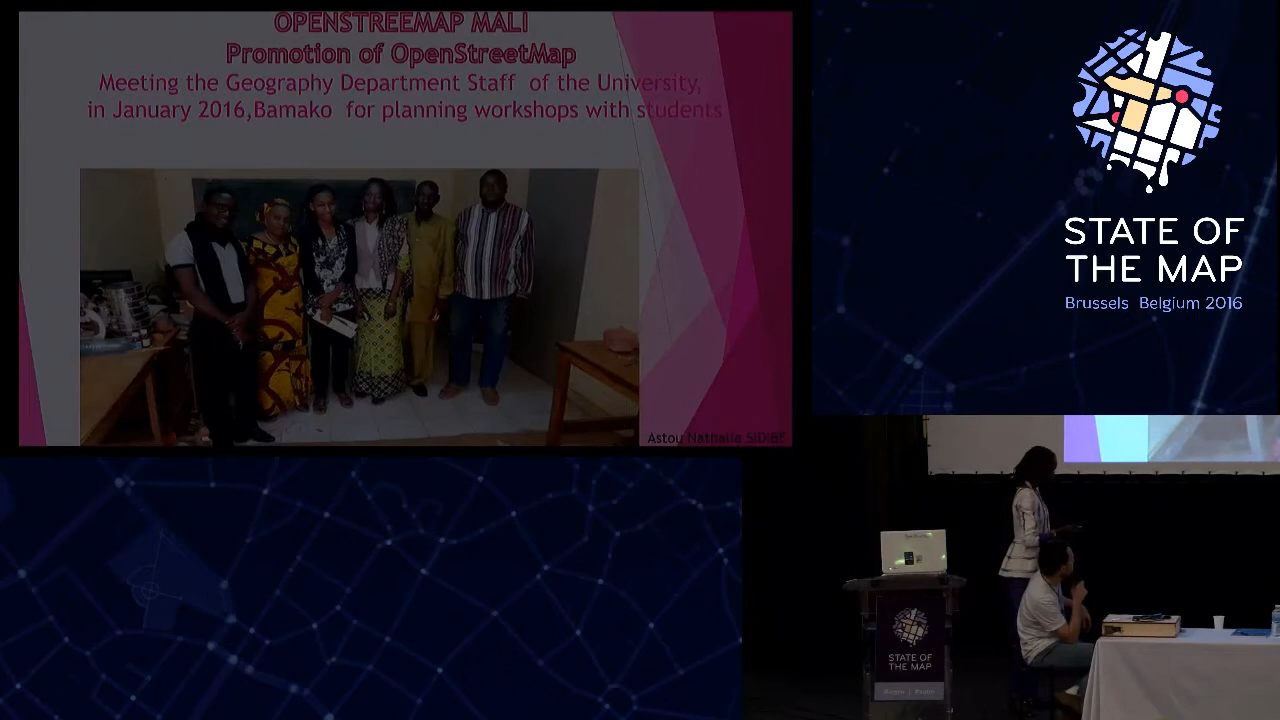 OPENSTREEMAP MALI
Promotion of OpenStreetMap
Meeting the Geography Department Staff of the University,
in January 2016,Bamako for planning workshops with students
Astou Nathalie SIDIBE
STATE OF
THE MAP
Brussels Belgium 2016
STATE OF
THE MAP